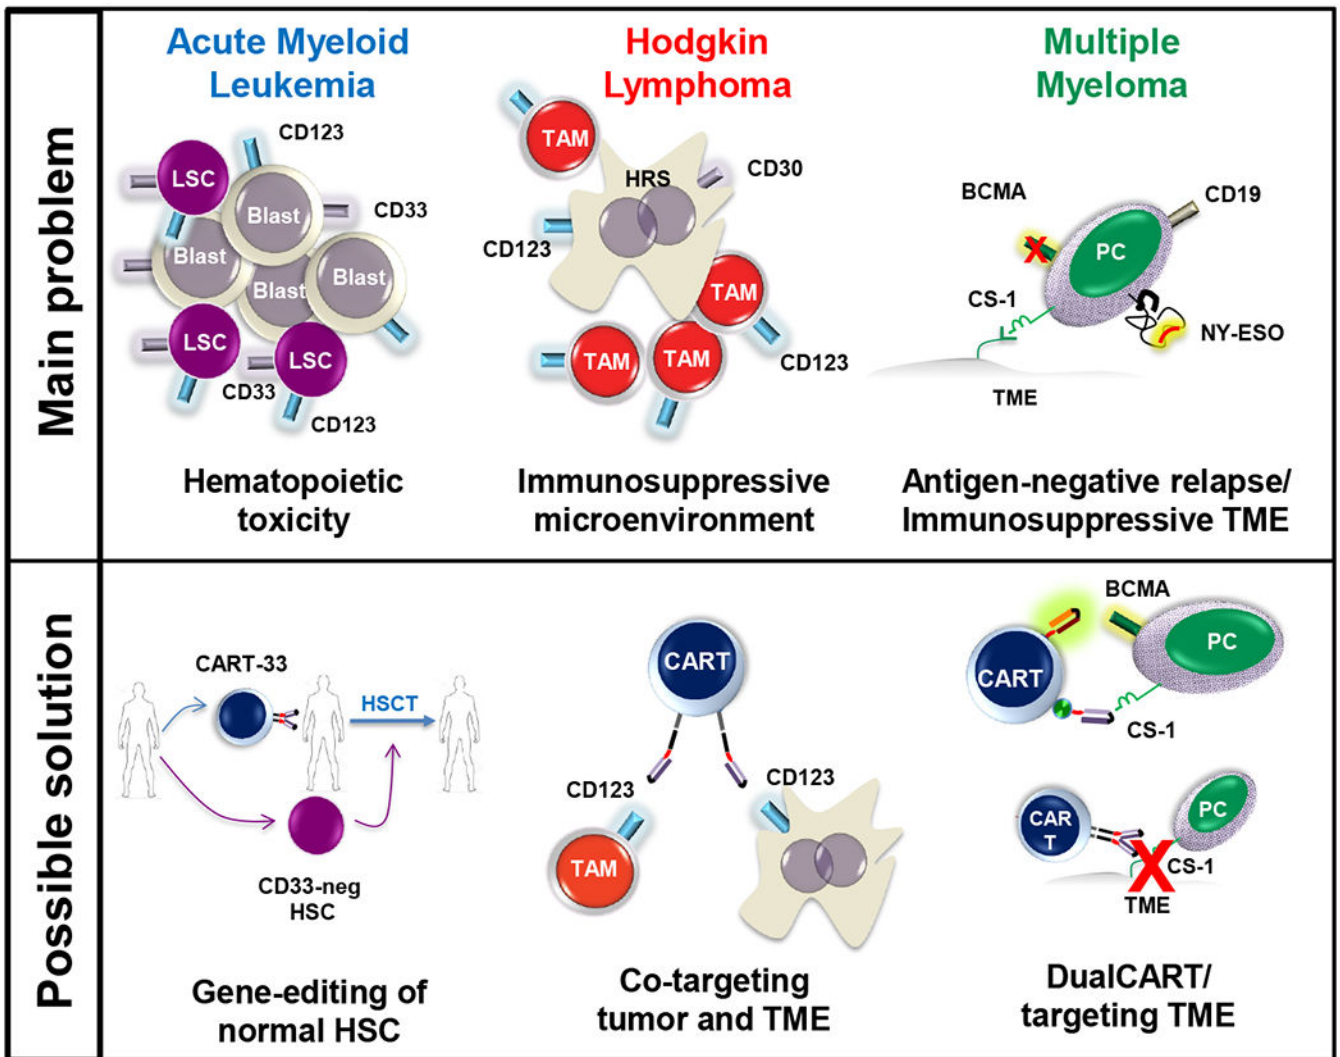 Main problem
Acute Myeloid
Leukemia
CD123
LSC
Blast
CD33
Blast
Blast
Blast
LSC
LSC
CD33
CD123
Hematopoietic
toxicity
Hodgkin
Lymphoma
TAM
HRS
CD30
CD123
TAM
TAM
TAM
CD123
Immunosuppressive
microenvironment
Multiple
Myeloma
BCMA
CD19
X
PC
CS-1
NY-ESO
TME
Antigen-negative relapse/
Immunosuppressive TME
Possible solution
CART-33
HSCT
CD33-neg
HSC
Gene-editing of
normal HSC
CART
CD123
CD123
TAM
Co-targeting
tumor and TME
BCMA
PC
CART
CS-1
CAR
T
PC
X
CS-1
TME
DualCART/
targeting TME